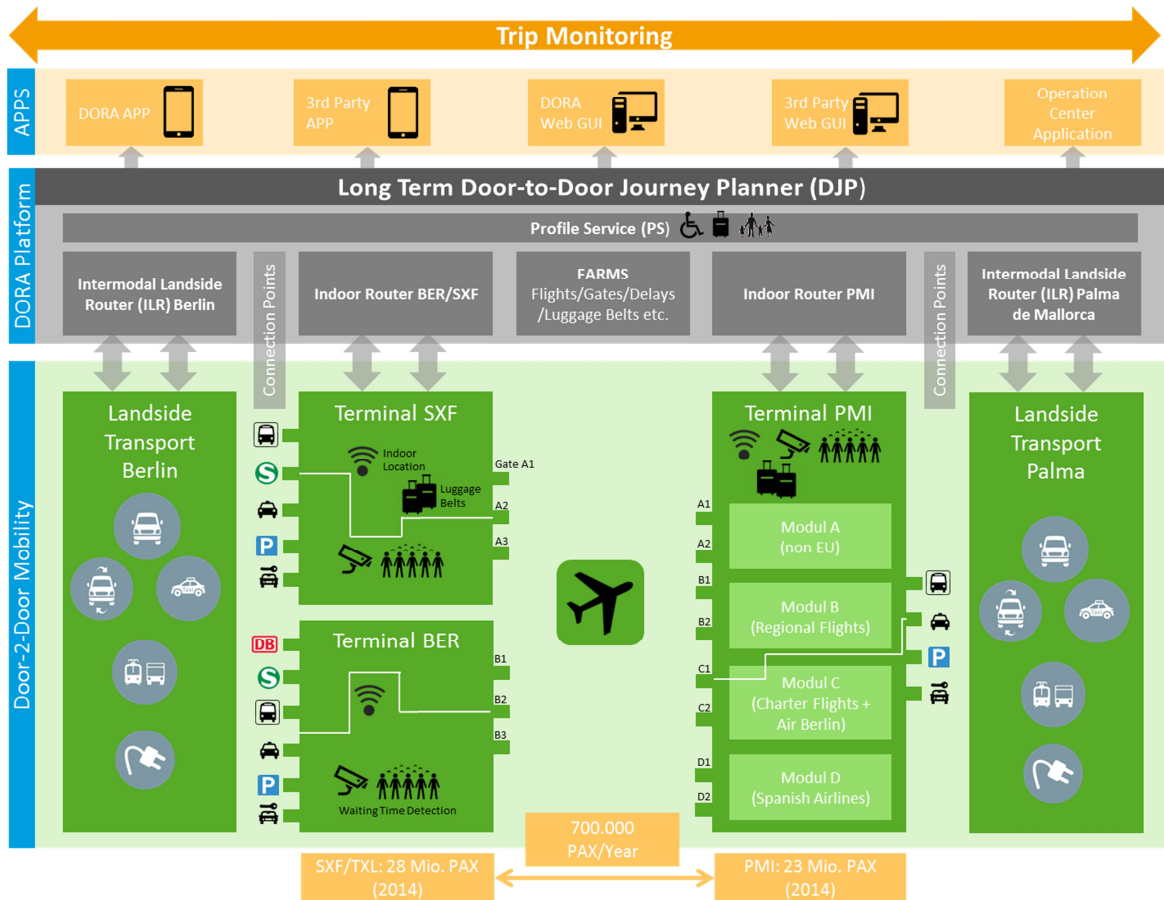 Trip Monitoring
APPS
DORA APP
3rd Party
APP
DORA
Web GUI
3rd Party
Web GUI
Operation
Center
Application
DORA Platform
Long Term Door-to-Door Journey Planner (DJP)
Profile Service (PS)
Intermodal Landside
Router (ILR) Berlin
Connection Points
Indoor Router BER/SXF
FARMS
Flights/Gates/Delays
/Luggage Belts etc.
Indoor Router PMI
Connection Points
Intermodal Landside
Router (ILR) Palma
de Mallorca
Door-2-Door Mobility
Landside
Transport
Berlin
Terminal SXF
Indoor
Location
Luggage
Belts
Gate A1
A2
A3
S
P
Terminal BER
DB
S
P
B1
B2
B3
Waiting Time Detection
Terminal PMI
A1
A2
B1
B2
C1
C2
D1
D2
Modul A
(non EU)
Modul B
(Regional Flights)
Modul C
(Charter Flights +
Air Berlin)
Modul D
(Spanish Airlines)
P
Landside
Transport
Palma
700.000
PAX/Year
SXF/TXL: 28 Mio. PAX
(2014)
PMI: 23 Mio. PAX
(2014)